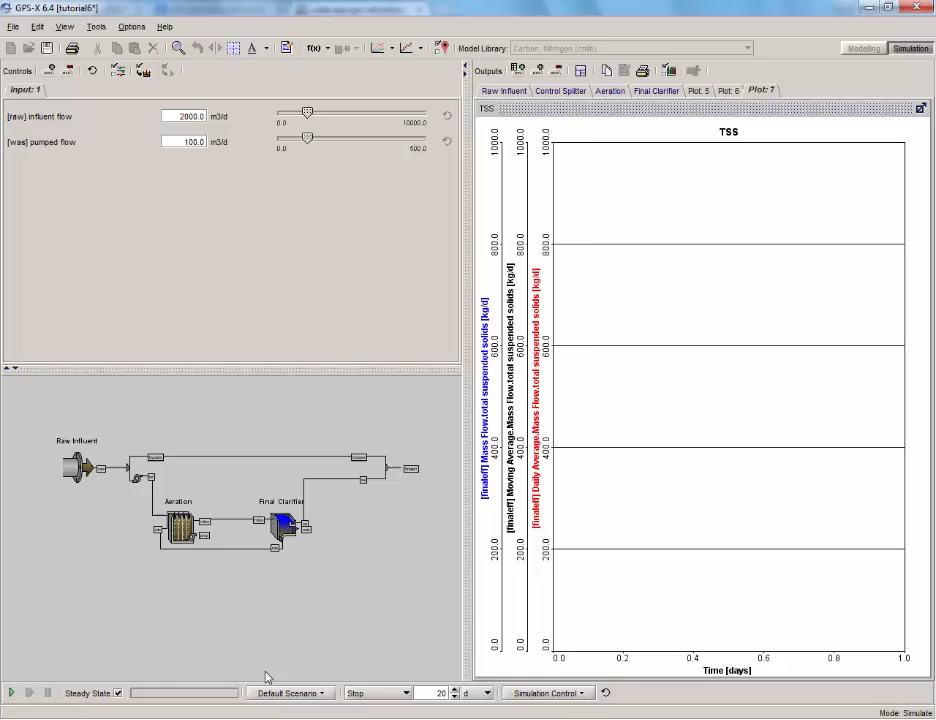 GPS-X 6.4 [tutorial6*]
File Edit View Tools Options Help
A f(x) Model Library: Carbon, Nitrogen (cnlib) Modelling Simulation
Controls
Outputs
Input: 1
Raw Influent Control Splitter Aeration Final Clarifier Plot: 5 Plot: 6 Plot: 7
TSS
[raw] influent flow 2000.0 m3/d
0.0 10000.0
[was] pumped flow 100.0 m3/d
0.0 500.0
TSS
1000.0 1000.0 1000.0
800.0 800.0 800.0
600.0 600.0 600.0
400.0 400.0 400.0
200.0 200.0 200.0
0.0 0.0 0.0
[finaleff] Mass Flow.total suspended solids [kg/d]
[finaleff] Moving Average.Mass Flow.total suspended solids [kg/d]
[finaleff] Daily Average.Mass Flow.total suspended solids [kg/d]
0.0 0.2 0.4 0.6 0.8 1.0
Time [days]
Raw Influent
Aeration
Final Clarifier
Steady State Default Scenario Stop 20 d Simulation Control
Mode: Simulate